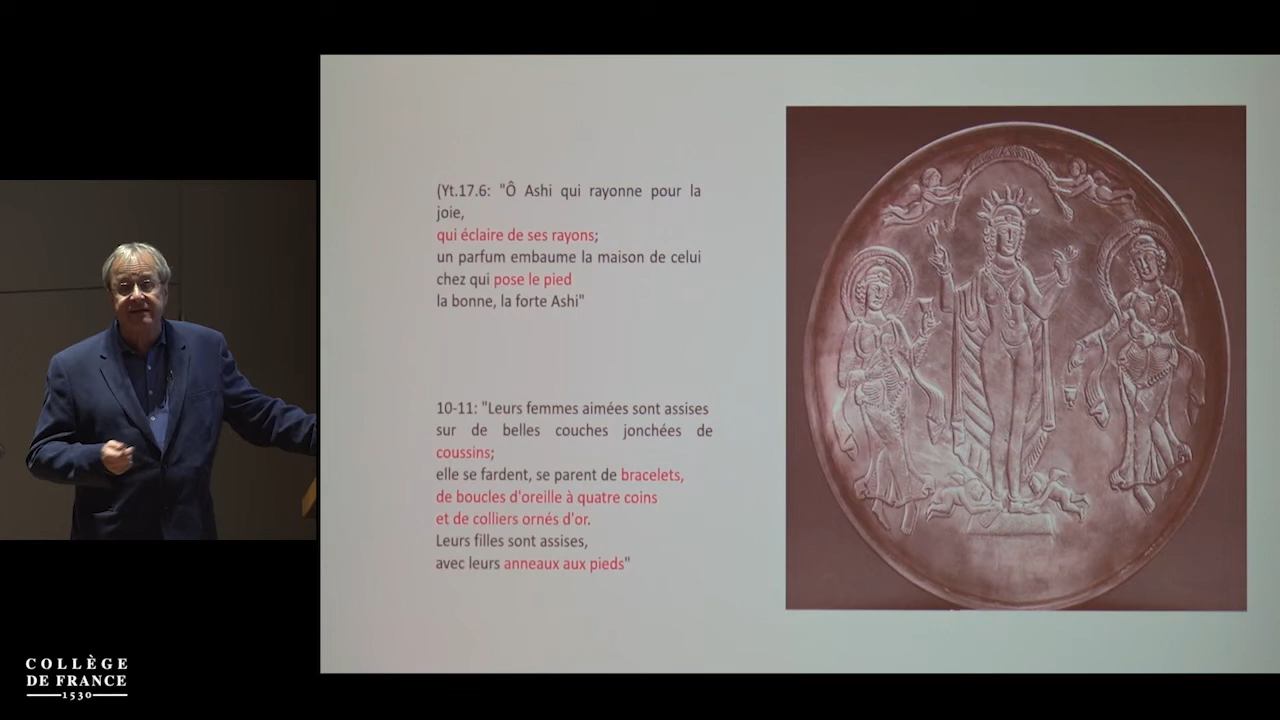 (Yt.17.6: "Ô Ashi qui rayonne pour la
joie,
qui éclaire de ses rayons;
un parfum embaume la maison de celui
chez qui pose le pied
la bonne, la forte Ashi"
10-11: "Leurs femmes aimées sont assises
sur de belles couches jonchées de
coussins;
elle se fardent, se parent de bracelets,
de boucles d'oreille à quatre coins
et de colliers ornés d'or.
Leurs filles sont assises,
avec leurs anneaux aux pieds"
COLLÈGE
DE FRANCE
1530